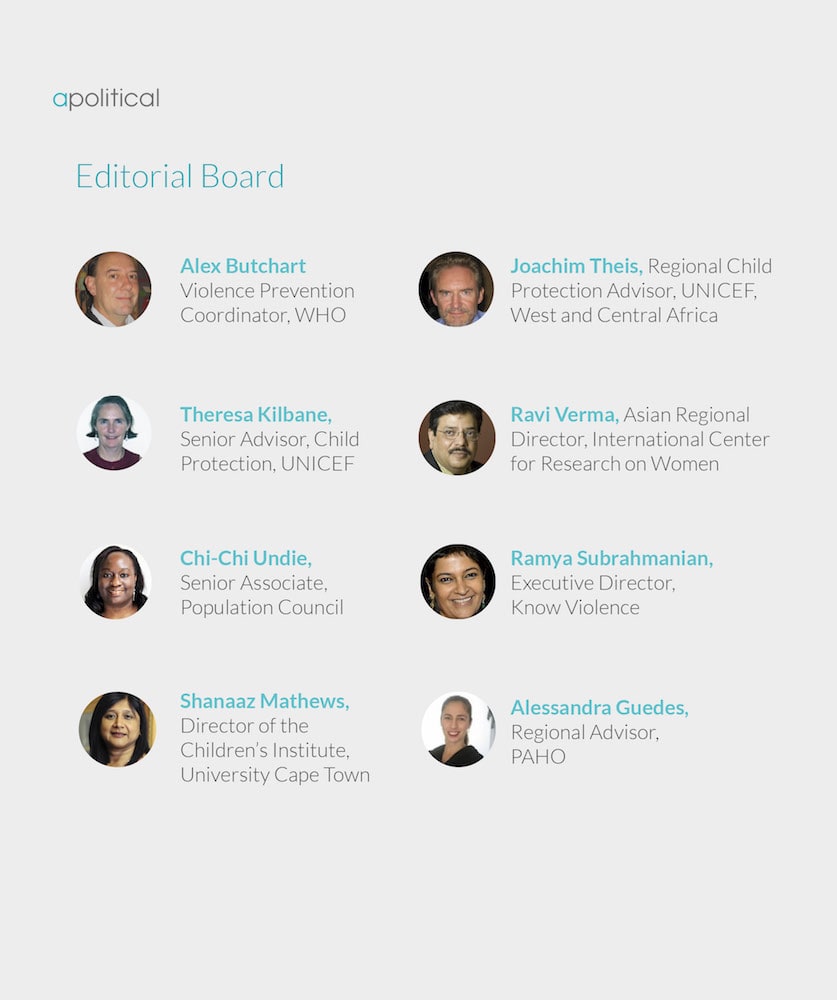 apolitical
Editorial Board
Alex Butchart
Violence Prevention
Coordinator, WHO
Joachim Theis, Regional Child
Protection Advisor, UNICEF,
West and Central Africa
Theresa Kilbane,
Senior Advisor, Child
Protection, UNICEF
Ravi Verma, Asian Regional
Director, International Center
for Research on Women
Chi-Chi Undie,
Senior Associate,
Population Council
Ramya Subrahmanian,
Executive Director,
Know Violence
Shanaaz Mathews,
Director of the
Children’s Institute,
University Cape Town
Alessandra Guedes,
Regional Advisor,
PAHO